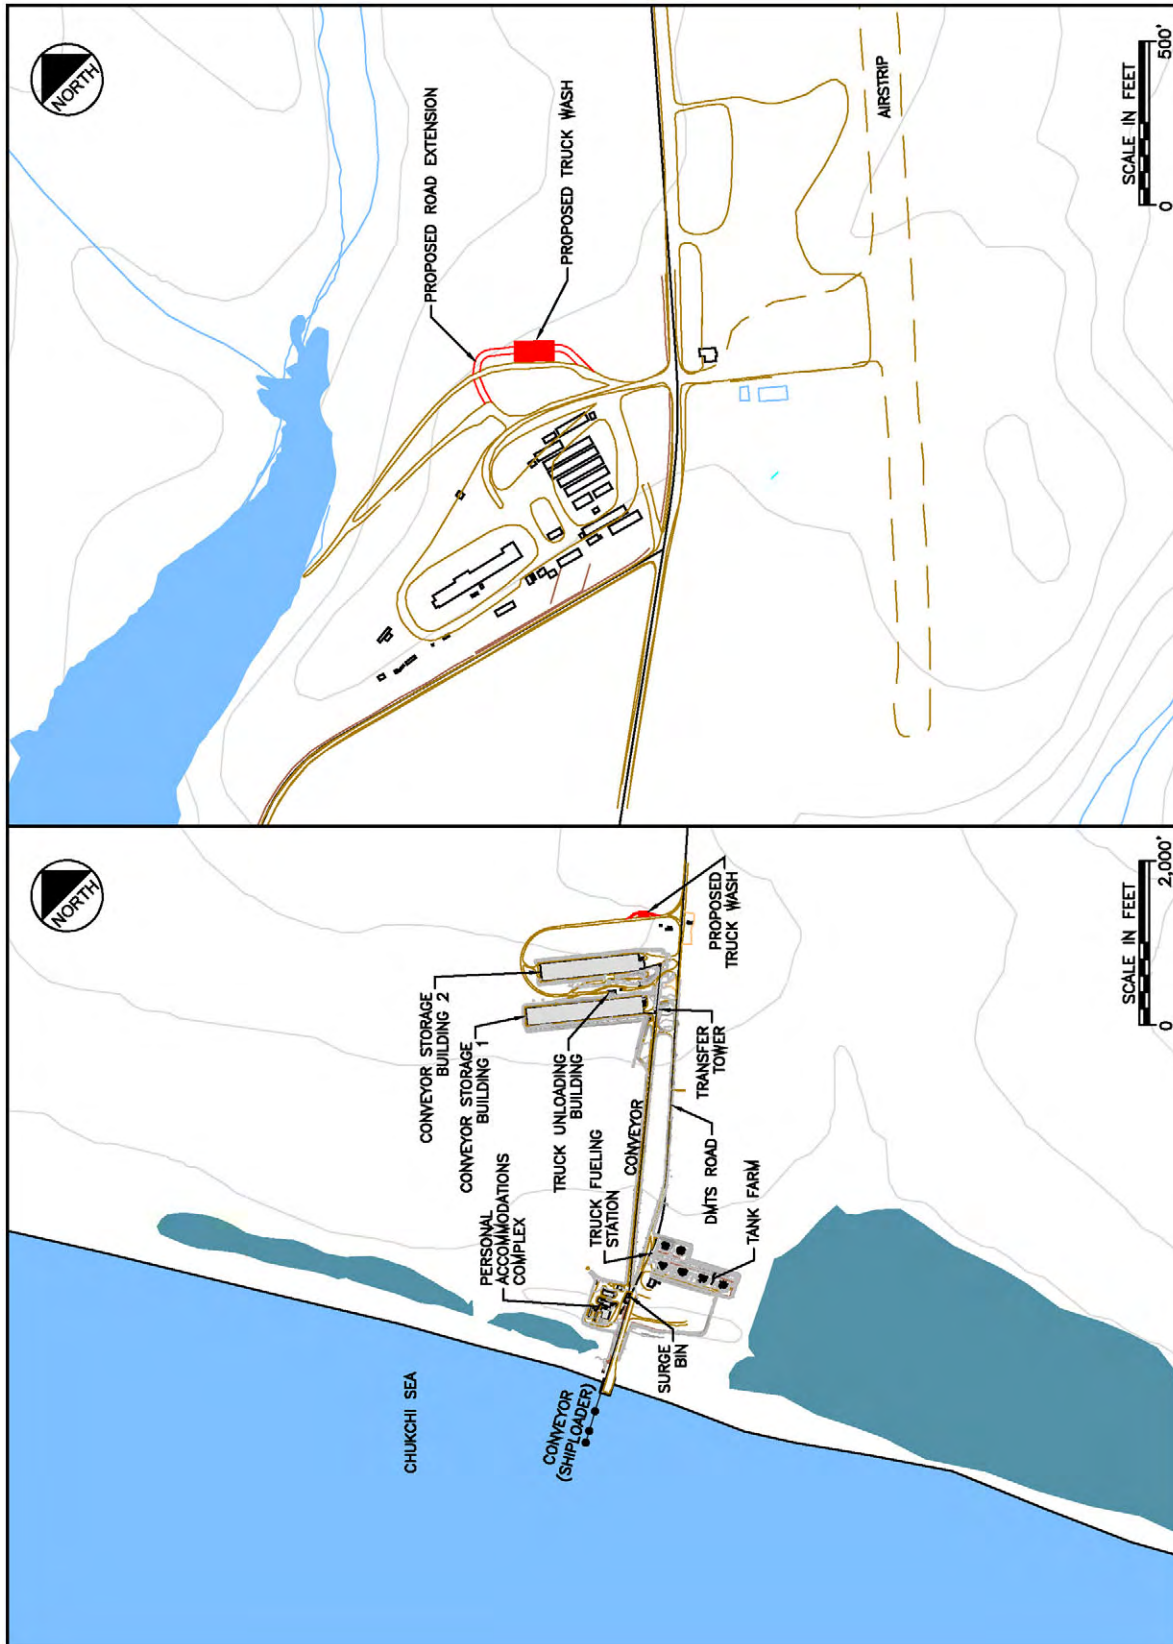 NORTH
PROPOSED ROAD EXTENSION
PROPOSED TRUCK WASH
AIRSTRIP
SCALE IN FEET
0
500'
NORTH
CONVEYOR STORAGE
BUILDING 2
CONVEYOR STORAGE
BUILDING 1
TRUCK UNLOADING
BUILDING
PERSONAL
ACCOMMODATIONS
COMPLEX
TRUCK FUELING
STATION
CONVEYOR
PROPOSED
TRUCK WASH
TRANSFER
TOWER
DMTS ROAD
TANK FARM
SURGE
BIN
CONVEYOR
(SHIPLOADER)
CHUKCHI SEA
SCALE IN FEET
0
2,000'